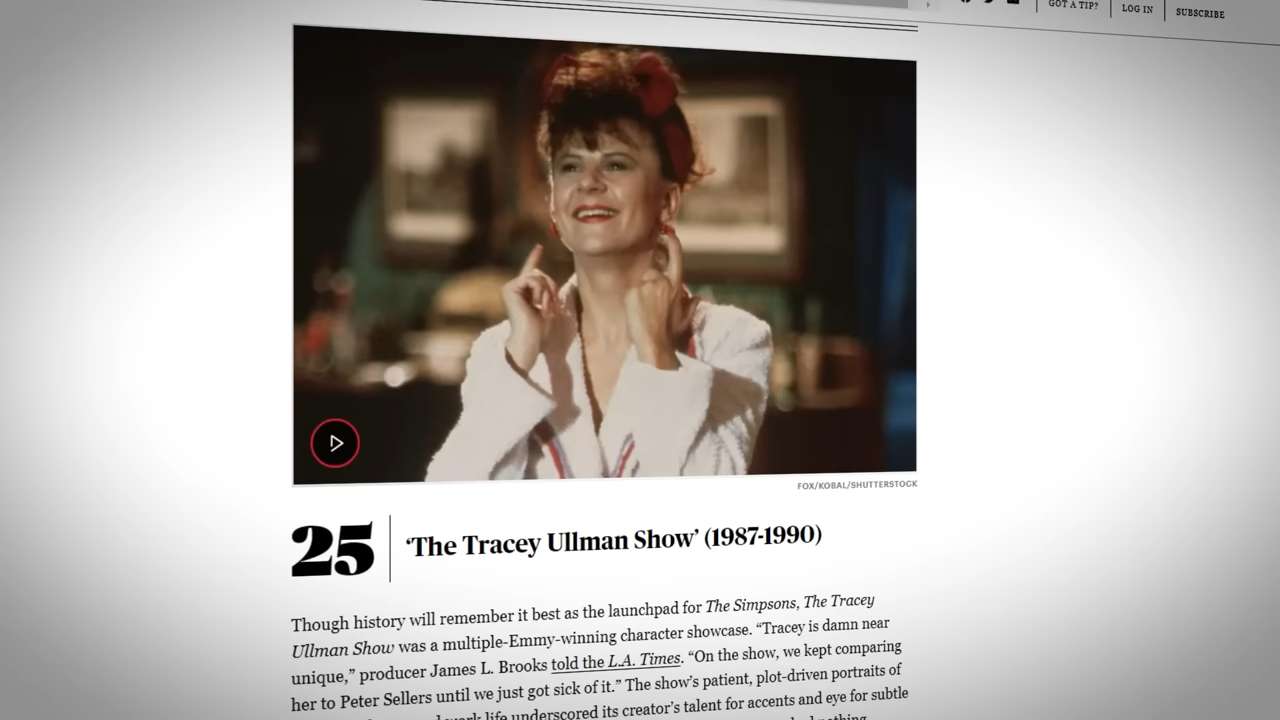 GOT A TIP?
LOG IN
SUBSCRIBE
FOX/KOBAL/SHUTTERSTOCK
25
‘The Tracey Ullman Show’ (1987-1990)
Though history will remember it best as the launchpad for The Simpsons, The Tracey
Ullman Show was a multiple-Emmy-winning character showcase. “Tracey is damn near
unique,” producer James L. Brooks told the L.A. Times. “On the show, we kept comparing
her to Peter Sellers until we just got sick of it.” The show’s patient, plot-driven portraits of
work life underscored its creator’s talent for accents and eye for subtle
nothing